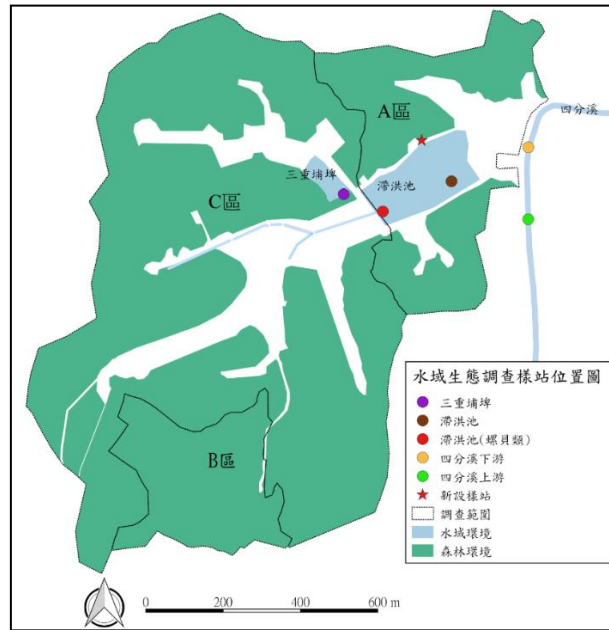 A區
四分溪
三重埔埤
滯洪池
C區
B區
水域生態調查樣站位置圖
三重埔埤
滯洪池
滯洪池(螺貝類)
四分溪下游
四分溪上游
新設樣站
調查範圍
水域環境
森林環境
0 200 400 600 m